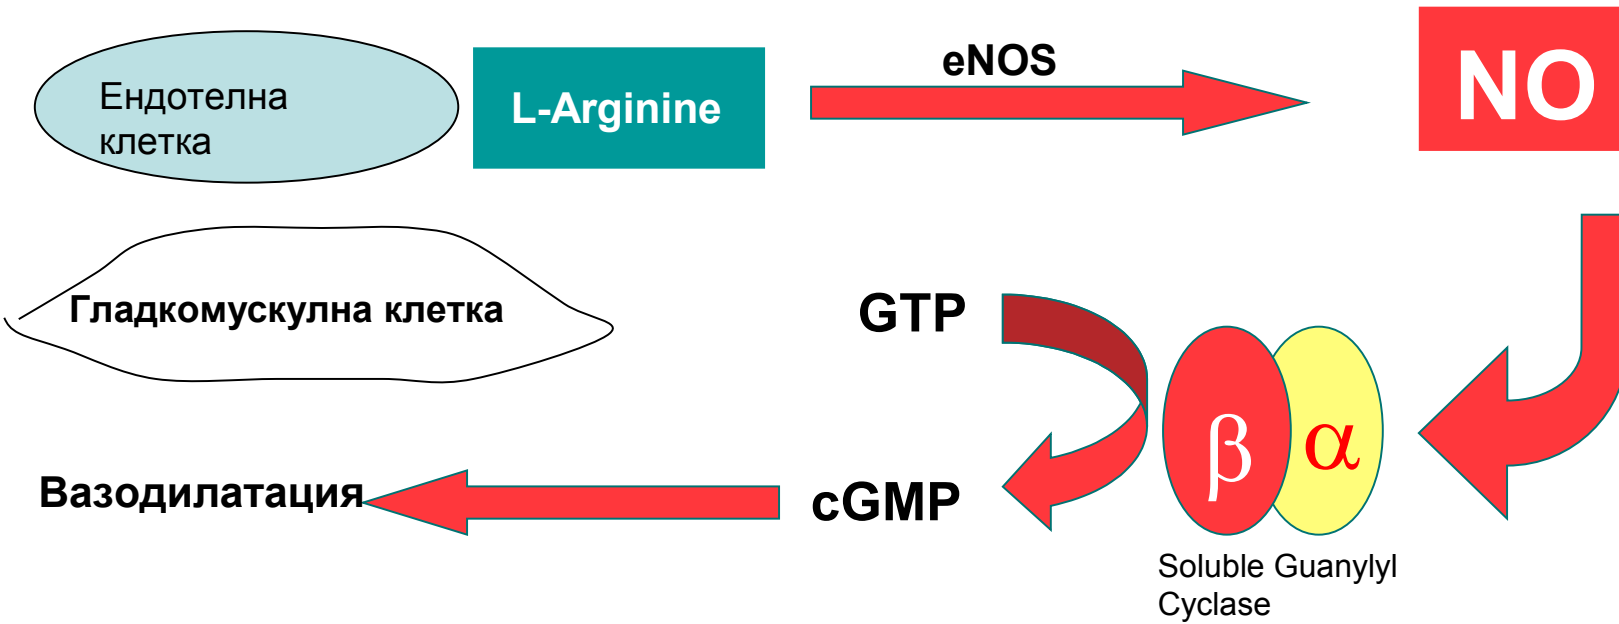 Ендотелна
клетка
L-Arginine
eNOS
NO
Гладкомускулна клетка
GTP
β
α
Вазодилатация
cGMP
Soluble Guanylyl
Cyclase